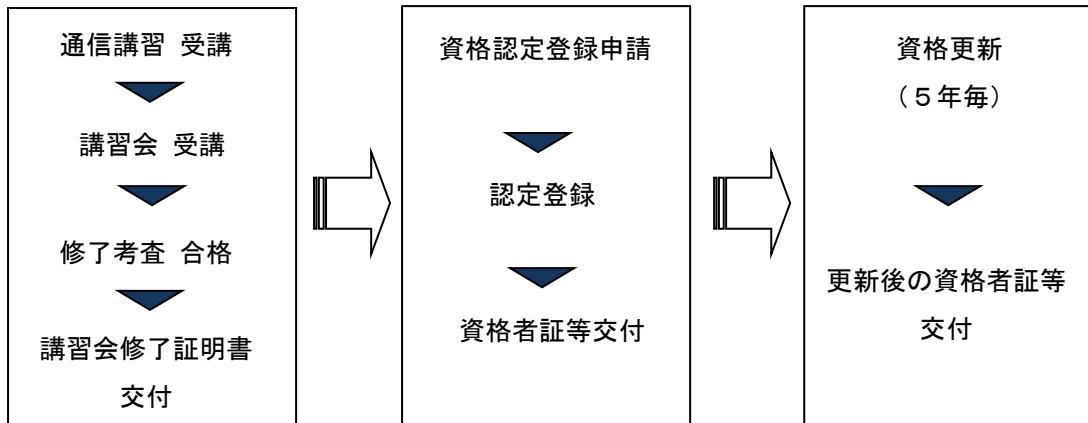 通信講習 受講
講習会 受講
修了考査 合格
講習会修了証明書
交付
資格認定登録申請
認定登録
資格者証等交付
資格更新
（５年毎）
更新後の資格者証等
交付